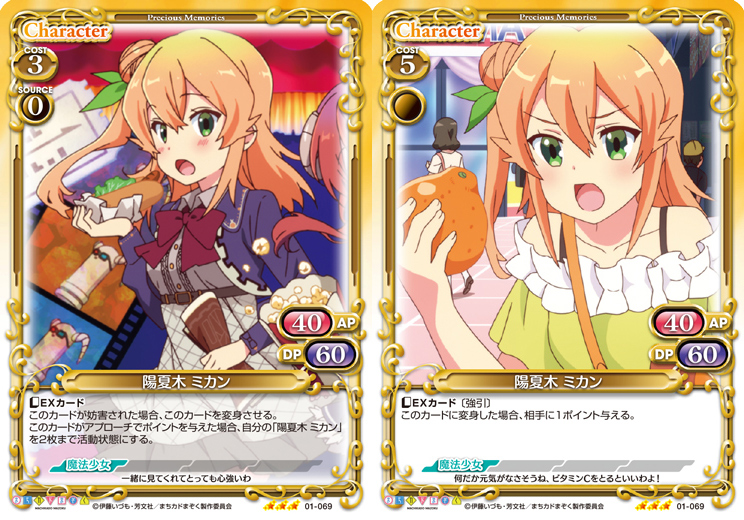 Precious Memories
Character
COST
3
SOURCE
0
40 AP
DP 60
陽夏木 ミカン
EXカード
このカードが妨害された場合、このカードを変身させる。
このカードがアプローチでポイントを与えた場合、自分の「陽夏木 ミカン」
を2枚まで活動状態にする。
魔法少女
一緒に見てくれてとっても心強いわ
©伊藤いづも・芳文社/まちカドまぞく製作委員会
01-069
Precious Memories
Character
COST
5
40 AP
DP 60
陽夏木 ミカン
EXカード [強引]
このカードに変身した場合、相手に1ポイント与える。
魔法少女
何だか元気がなさそうね、ビタミンCをとるといいわよ!
©伊藤いづも・芳文社/まちカドまぞく製作委員会
01-069